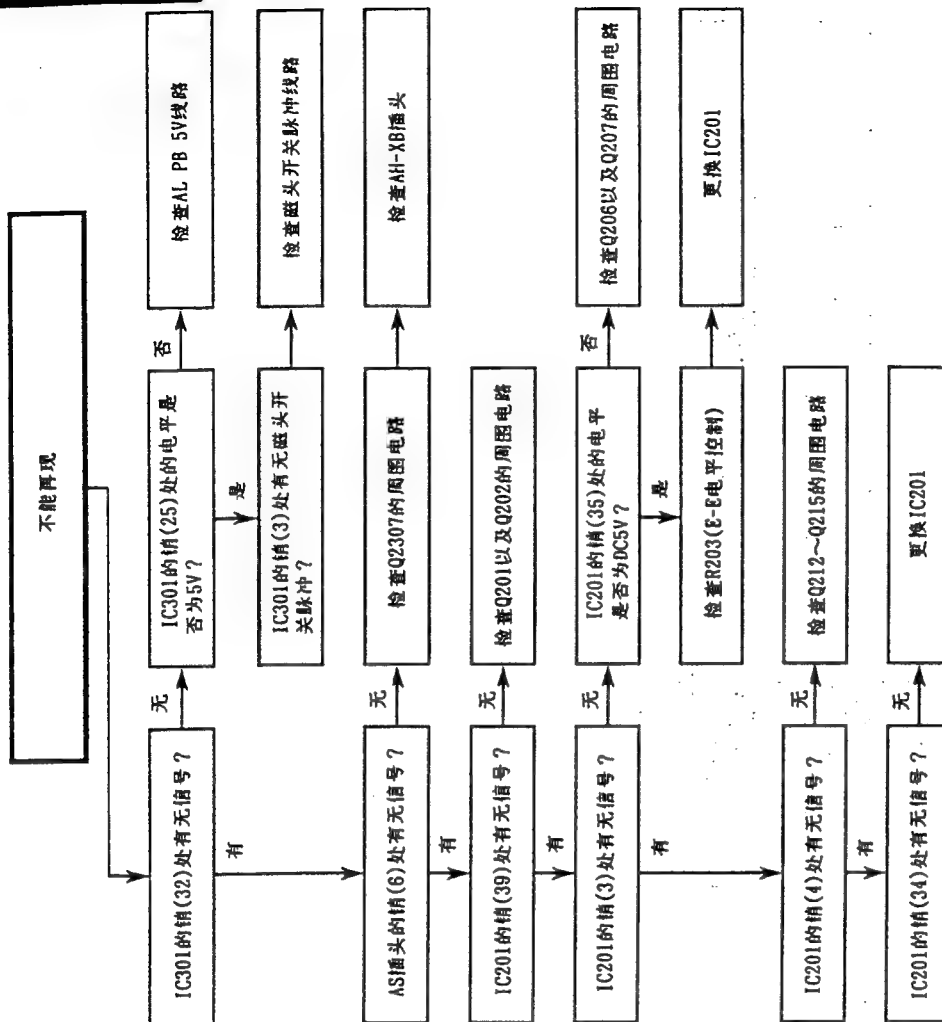 不能再现
IC301的销(32)处有无信号？
无
IC301的销(25)处的电平是
否为5V？
否
检查AL PB 5V线路
是
IC301的销(3)处有无磁头开
关脉冲？
检查磁头开关脉冲线路
有
AS插头的销(6)处有无信号？
无
检查Q2307的周围电路
检查AH-XB插头
有
IC201的销(39)处有无信号？
无
检查Q201以及Q202的周围电路
有
IC201的销(3)处有无信号？
无
IC201的销(35)处的电平
是否为DC5V？
否
检查Q206以及Q207的周围电路
是
检查R203(E-E电平控制)
更换IC201
有
IC201的销(4)处有无信号？
无
检查Q212～Q215的周围电路
有
IC201的销(34)处有无信号？
无
更换IC201